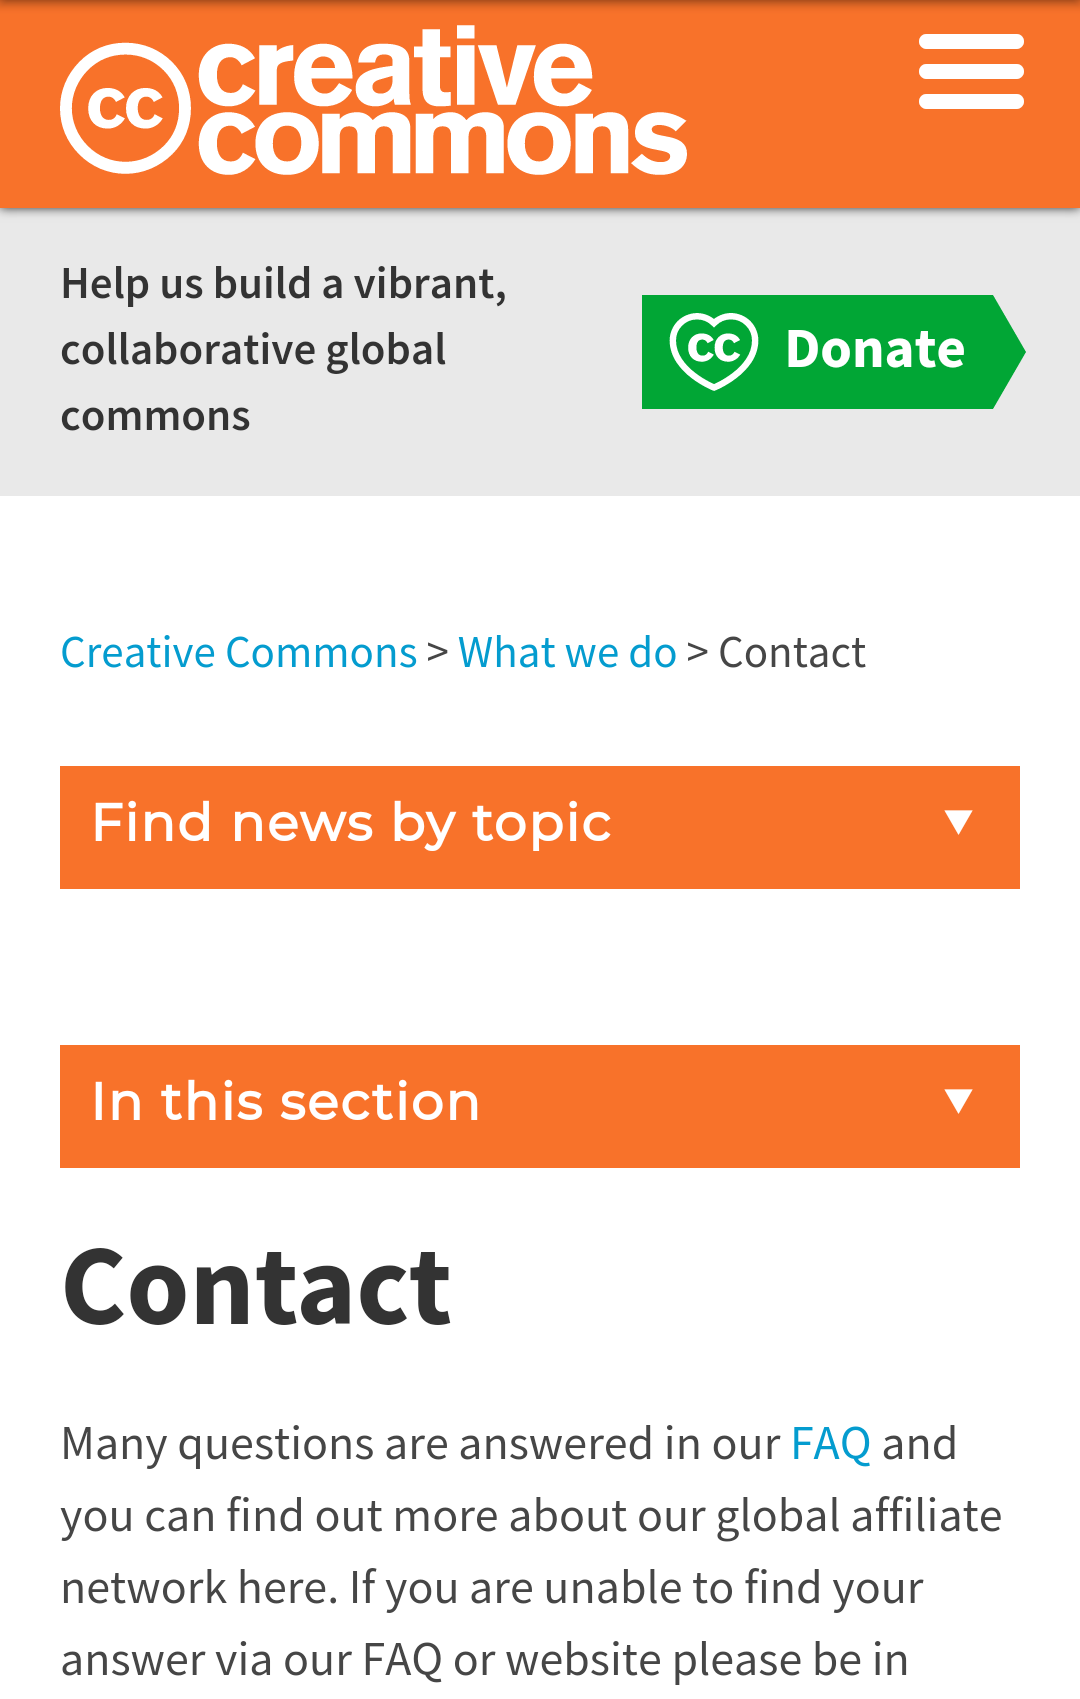 cc creative
commons
Help us build a vibrant,
collaborative global
commons
cc Donate
Creative Commons > What we do > Contact
Find news by topic
In this section
Contact
Many questions are answered in our FAQ and
you can find out more about our global affiliate
network here. If you are unable to find your
answer via our FAQ or website please be in